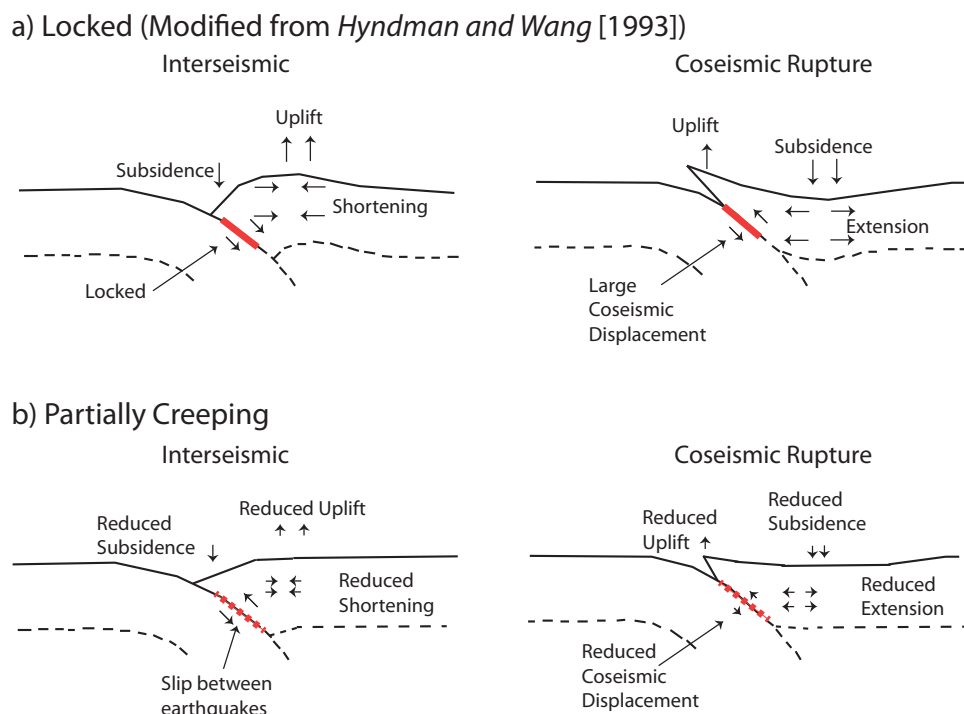 a) Locked (Modified from Hyndman and Wang [1993])
Interseismic
Coseismic Rupture
Uplift
Subsidence
Shortening
Locked
Uplift
Subsidence
Extension
Large
Coseismic
Displacement
b) Partially Creeping
Interseismic
Coseismic Rupture
Reduced Uplift
Reduced
Subsidence
Reduced
Shortening
Slip between
earthquakes
Reduced
Uplift
Reduced
Subsidence
Reduced
Extension
Reduced
Coseismic
Displacement